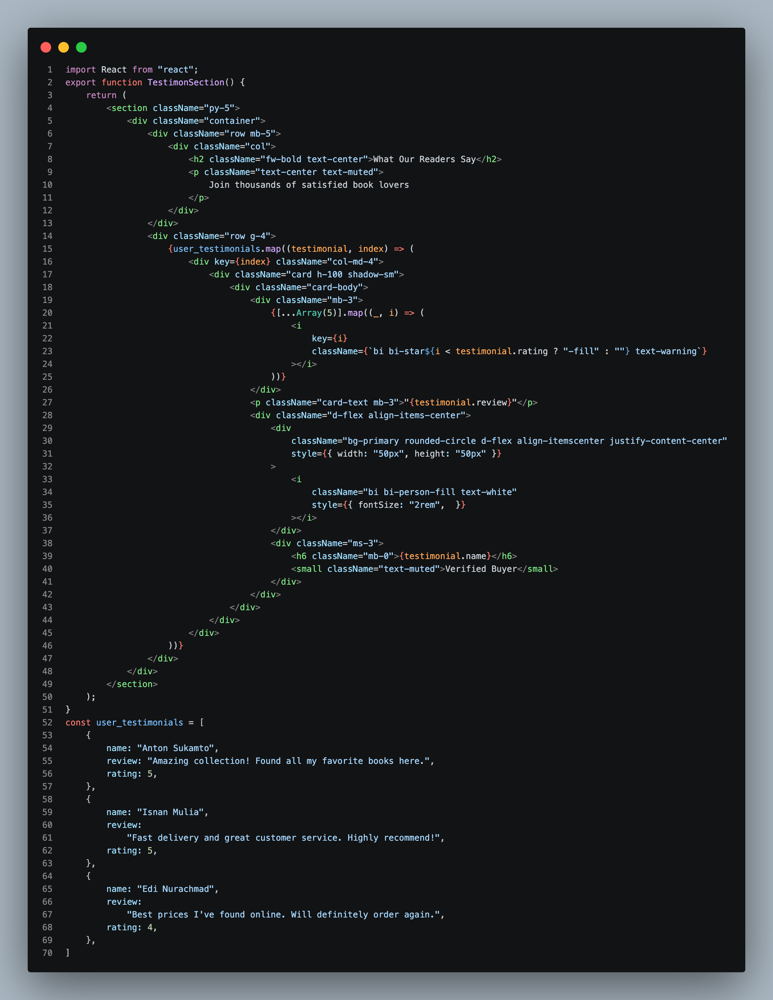 1 import React from "react";
2 export function TestimonSection() {
3     return (
4         <section className="py-5">
5             <div className="container">
6                 <div className="row mb-5">
7                     <div className="col">
8                         <h2 className="fw-bold text-center">What Our Readers Say</h2>
9                         <p className="text-center text-muted">
10                             Join thousands of satisfied book lovers
11                         </p>
12                     </div>
13                 </div>
14                 <div className="row g-4">
15                     {user_testimonials.map((testimonial, index) => (
16                         <div key={index} className="col-md-4">
17                             <div className="card h-100 shadow-sm">
18                                 <div className="card-body">
19                                     <div className="mb-3">
20                                         {[...Array(5)].map((_, i) => (
21                                             <i
22                                                 key={i}
23                                                 className={`bi bi-star${i < testimonial.rating ? "-fill" : ""} text-warning`}
24                                             ></i>
25                                         ))}
26                                     </div>
27                                     <p className="card-text mb-3">"{testimonial.review}"</p>
28                                     <div className="d-flex align-items-center">
29                                         <div
30                                             className="bg-primary rounded-circle d-flex align-itemscenter justify-content-center"
31                                             style={{ width: "50px", height: "50px" }}
32                                         >
33                                             <i
34                                                 className="bi bi-person-fill text-white"
35                                                 style={{ fontSize: "2rem",  }}
36                                             ></i>
37                                         </div>
38                                         <div className="ms-3">
39                                             <h6 className="mb-0">{testimonial.name}</h6>
40                                             <small className="text-muted">Verified Buyer</small>
41                                         </div>
42                                     </div>
43                                 </div>
44                             </div>
45                         </div>
46                     ))}
47                 </div>
48             </div>
49         </section>
50     );
51 }
52 const user_testimonials = [
53     {
54         name: "Anton Sukamto",
55         review: "Amazing collection! Found all my favorite books here.",
56         rating: 5,
57     },
58     {
59         name: "Isnan Mulia",
60         review:
61             "Fast delivery and great customer service. Highly recommend!",
62         rating: 5,
63     },
64     {
65         name: "Edi Nurachmad",
66         review:
67             "Best prices I've found online. Will definitely order again.",
68         rating: 4,
69     },
70 ]